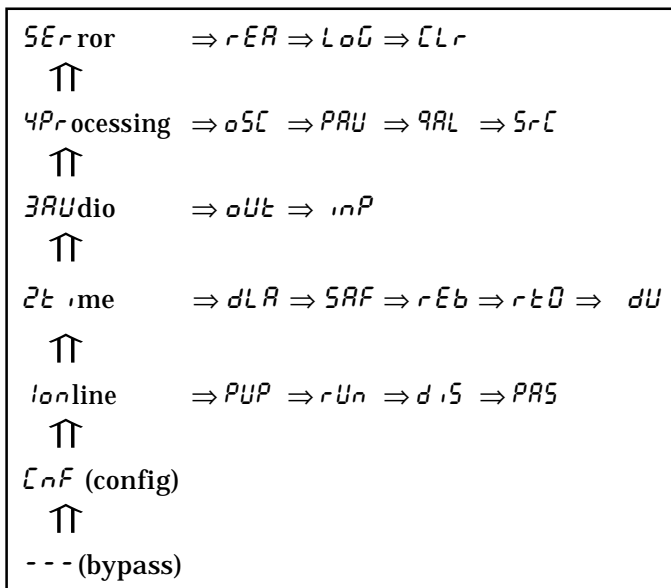 5Error ⇒ rEA ⇒ LoG ⇒ CLr
⇑
4Processing ⇒ oSC ⇒ PAU ⇒ 9AL ⇒ SrC
⇑
3AUdio ⇒ oUt ⇒ inP
⇑
2time ⇒ dLA ⇒ SAF ⇒ rEb ⇒ rt0 ⇒ dU
⇑
1online ⇒ PUP ⇒ rUn ⇒ diS ⇒ PAS
⇑
CnF (config)
⇑
---(bypass)